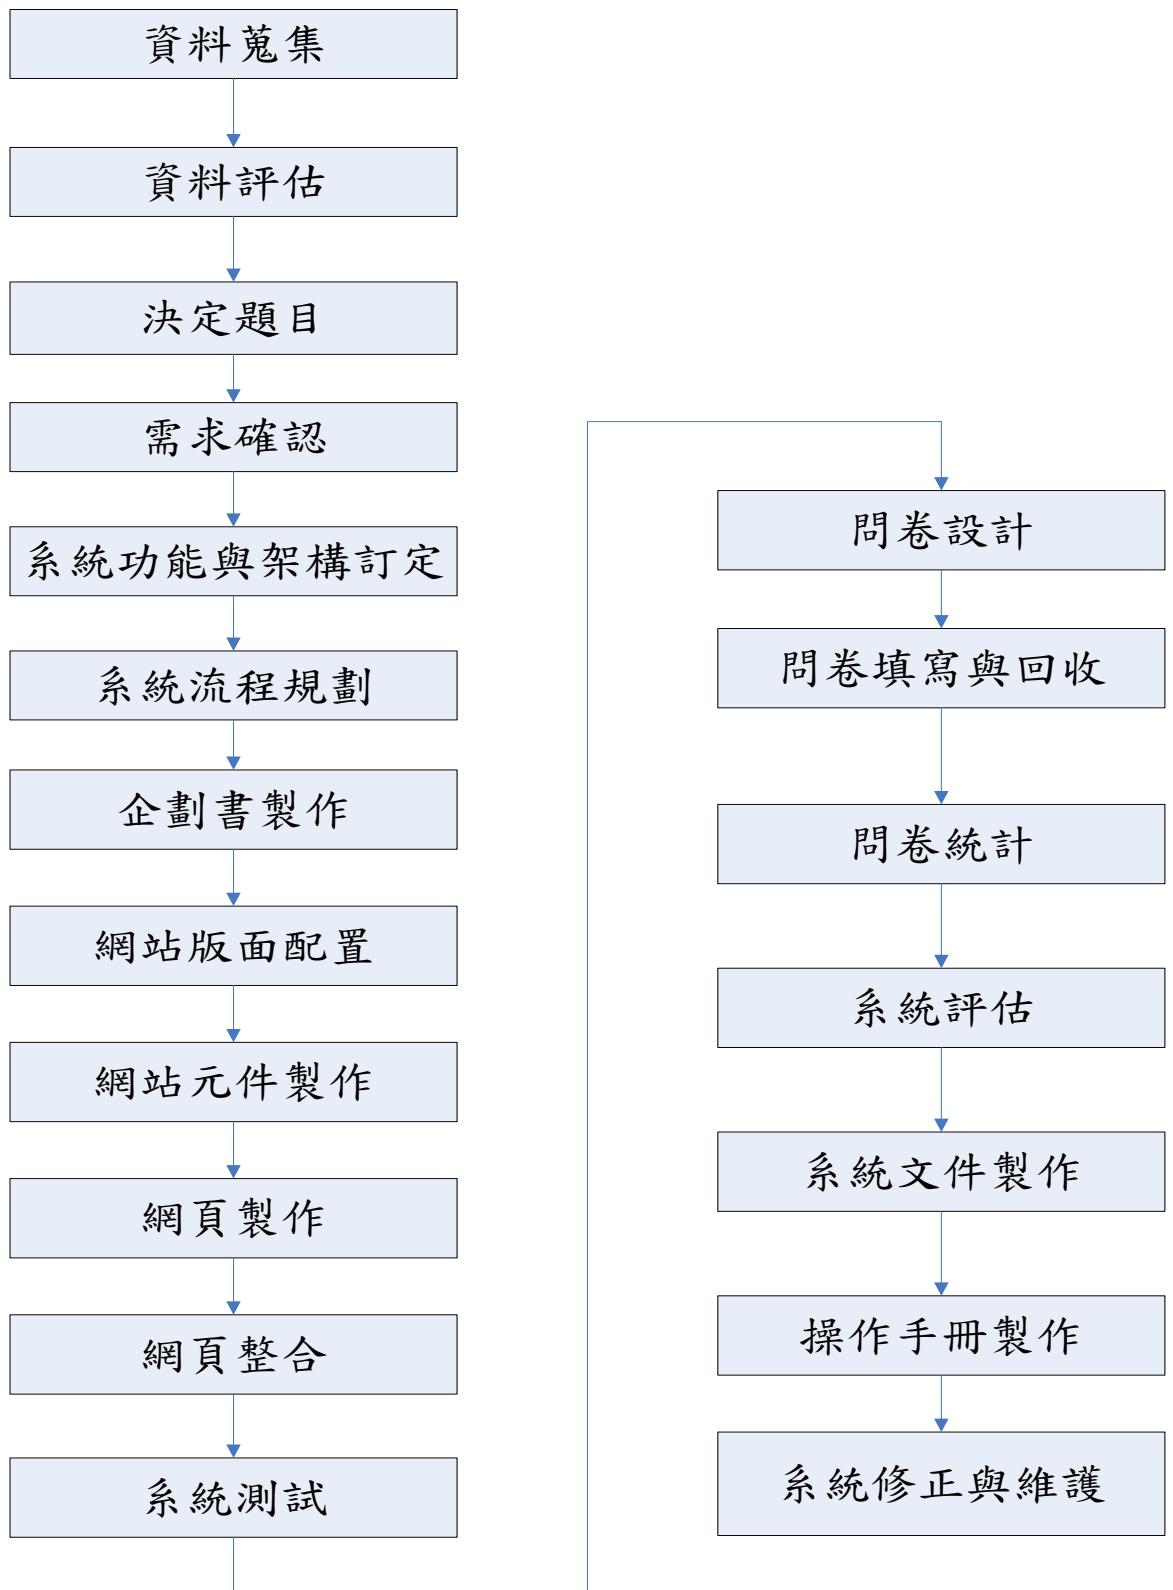 資料蒐集
資料評估
決定題目
需求確認
系統功能與架構訂定
系統流程規劃
企劃書製作
網站版面配置
網站元件製作
網頁製作
網頁整合
系統測試
問卷設計
問卷填寫與回收
問卷統計
系統評估
系統文件製作
操作手冊製作
系統修正與維護